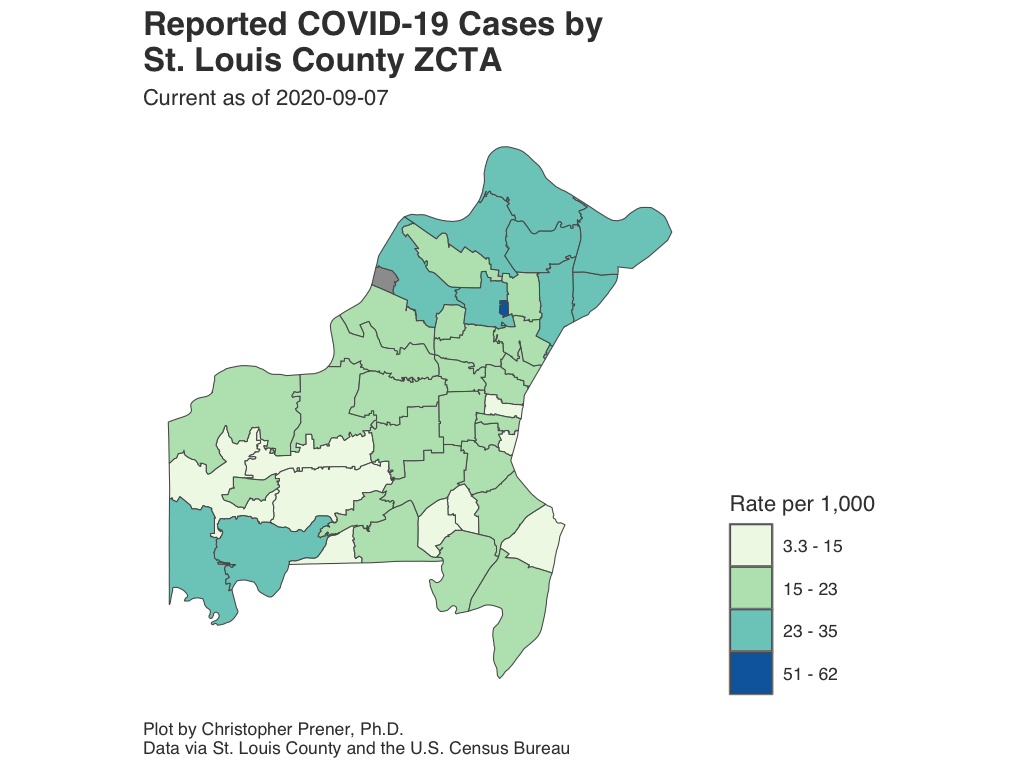 Reported COVID-19 Cases by
St. Louis County ZCTA
Current as of 2020-09-07
Rate per 1,000
3.3 - 15
15 - 23
23 - 35
51 - 62
Plot by Christopher Prener, Ph.D.
Data via St. Louis County and the U.S. Census Bureau